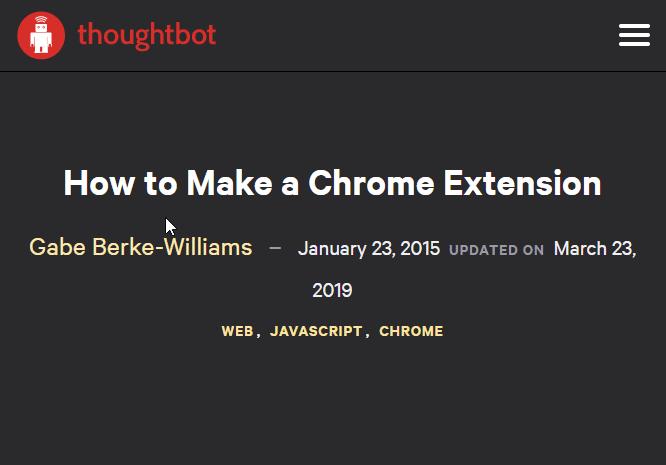 thoughtbot
How to Make a Chrome Extension
Gabe Berke-Williams – January 23, 2015 UPDATED ON March 23,
2019
WEB, JAVASCRIPT, CHROME